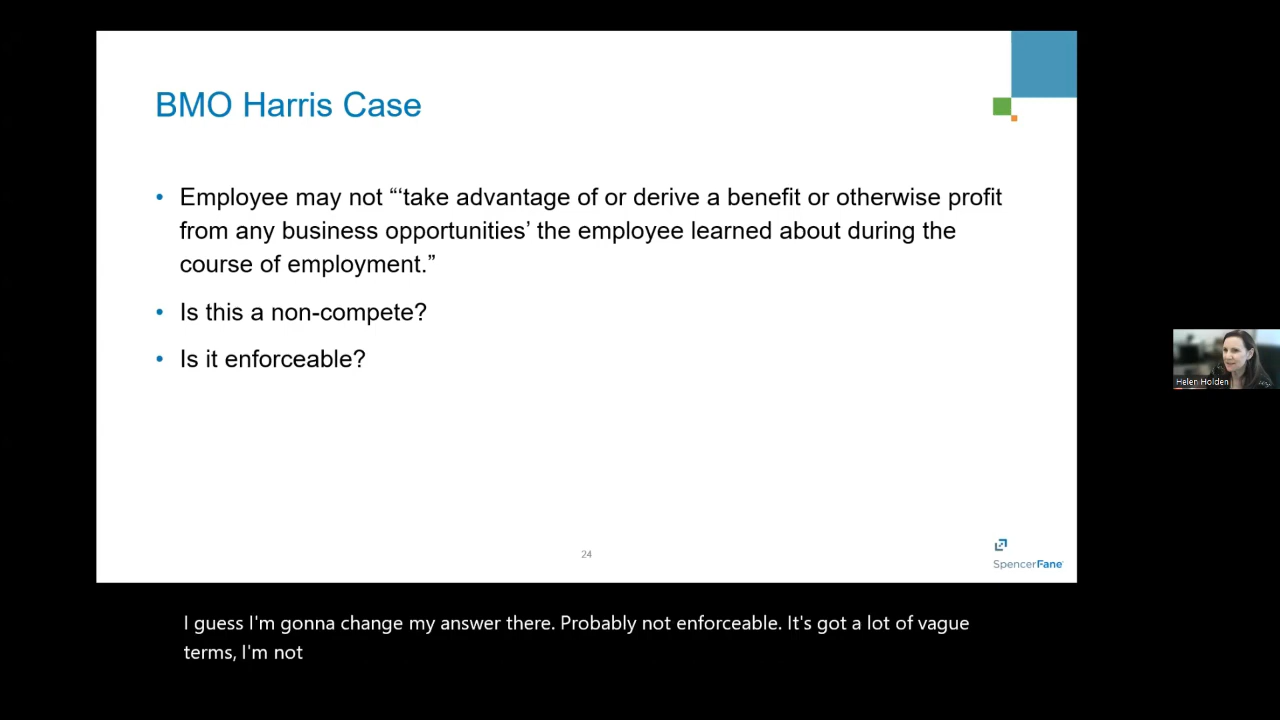 BMO Harris Case
• Employee may not “‘take advantage of or derive a benefit or otherwise profit
from any business opportunities’ the employee learned about during the
course of employment.”
• Is this a non-compete?
• Is it enforceable?
Helen Holden
24
SpencerFane
I guess I'm gonna change my answer there. Probably not enforceable. It's got a lot of vague
terms, I'm not